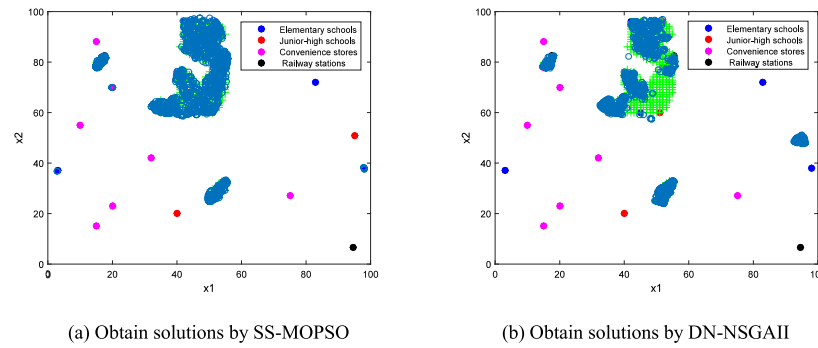 100
80
60
40
20
0
x2
0
0
20
40
60
80
100
x1
Elementary schools
Junior-high schools
Convenience stores
Railway stations
(a) Obtain solutions by SS-MOPSO
100
80
60
40
20
0
x2
0
20
40
60
80
100
x1
Elementary schools
Junior-high schools
Convenience stores
Railway stations
(b) Obtain solutions by DN-NSGAII